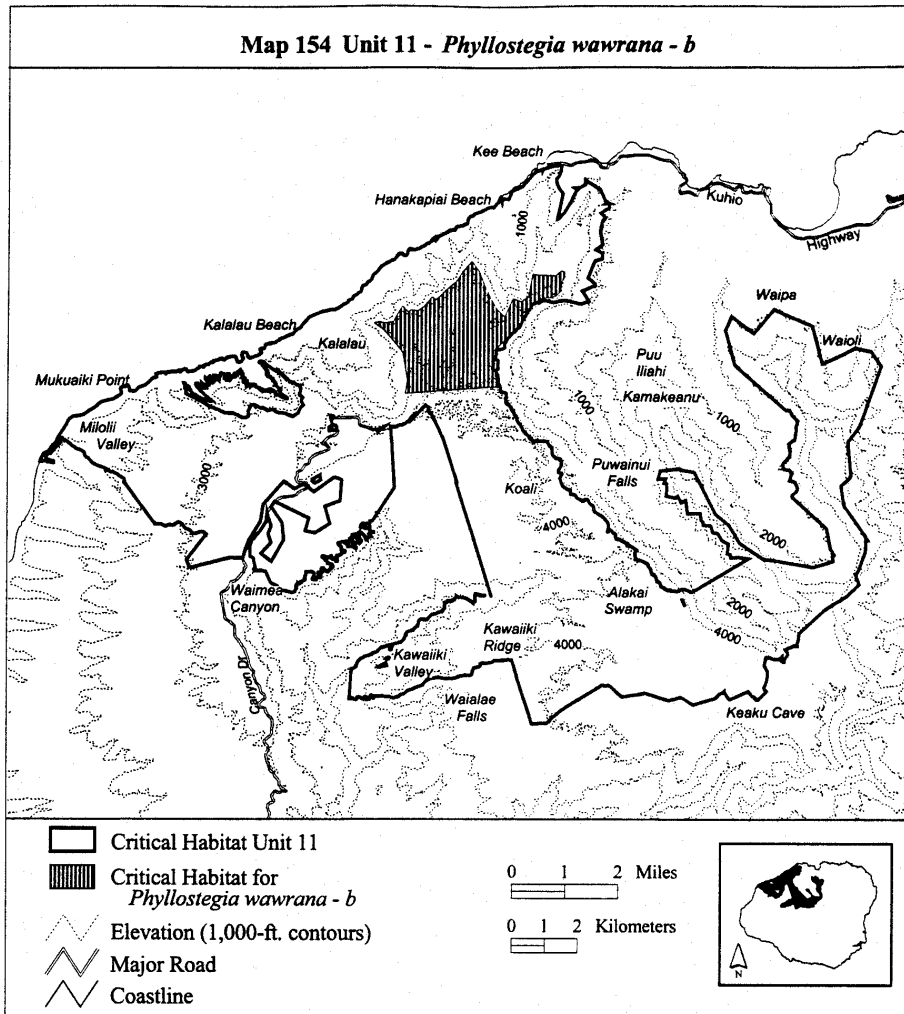 Map 154 Unit 11 - Phyllostegia wawrana - b
Kee Beach
Hanakapiai Beach
1000
Kuhio
Highway
Waipa
Kalalau Beach
Kalalau
Waioli
Mukuaiki Point
Puu
Iliahi
Kamakeanu
1000
1000
Milolii
Valley
3000
Puwainui
Falls
Koali
4000
2000
Waimea
Canyon
Alakai
Swamp
2000
4000
Kawaiiki
Ridge
4000
Kawaiiki
Valley
Canyon Dr
Waialae
Falls
Keaku Cave
Critical Habitat Unit 11
Critical Habitat for
Phyllostegia wawrana - b
Elevation (1,000-ft. contours)
Major Road
Coastline
0 1 2 Miles
0 1 2 Kilometers
N